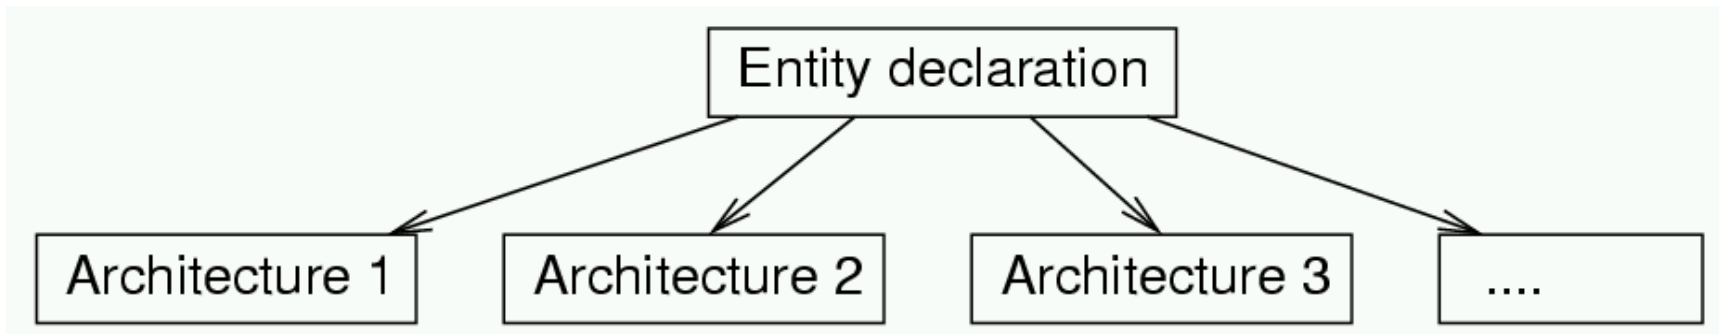 Entity declaration
Architecture 1
Architecture 2
Architecture 3
....